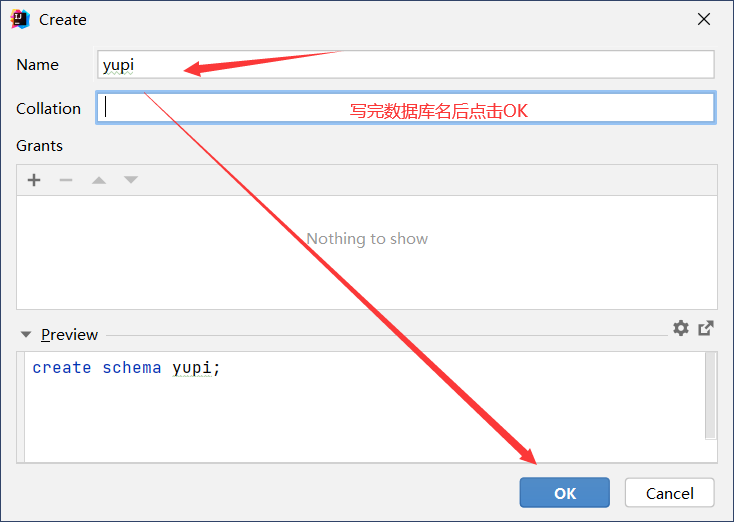 Create
Name
yupi
Collation
写完数据库名后点击OK
Grants
Nothing to show
Preview
create schema yupi;
OK
Cancel